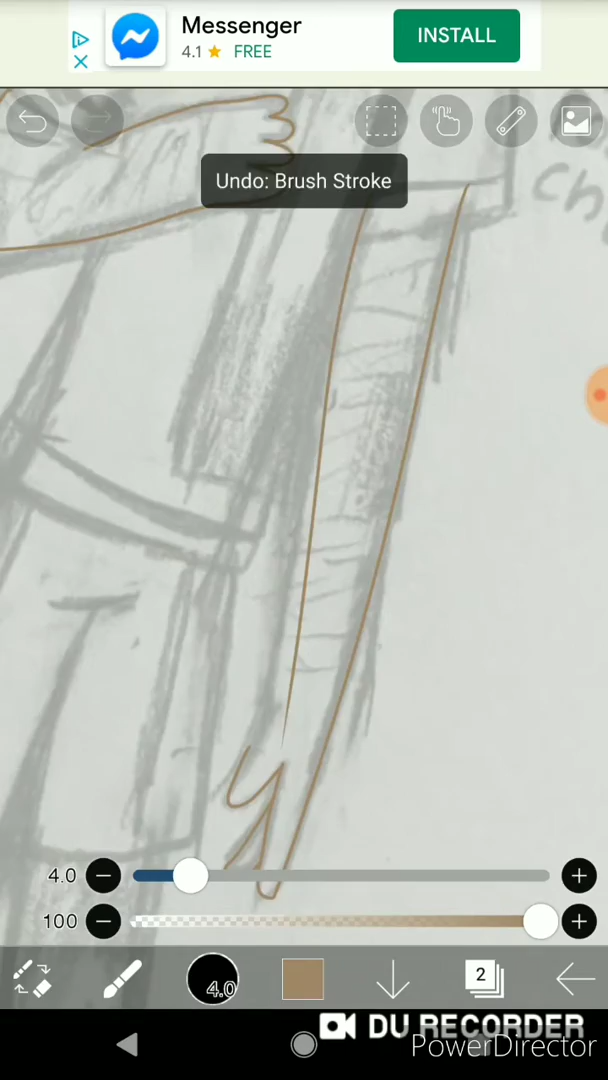 Messenger
4.1 ★ FREE
INSTALL
Undo: Brush Stroke
4.0
100
4.0
2
DU RECORDER
PowerDirector